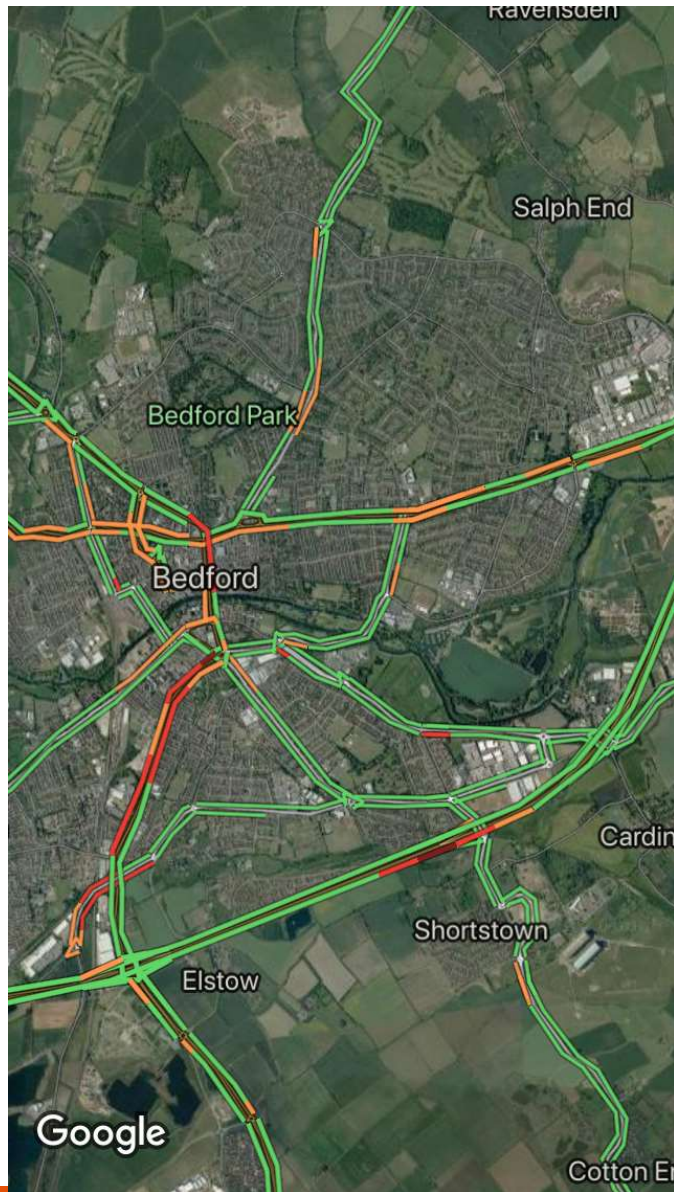 Ravensden
Salph End
Bedford Park
Bedford
Cardin
Shortstown
Elstow
Google
Cotton En